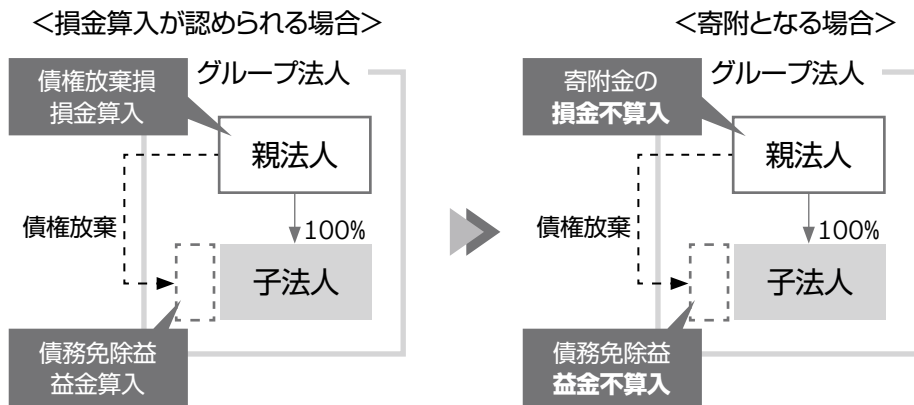 <損金算入が認められる場合>
グループ法人
債権放棄損
損金算入
親法人
債権放棄
100%
子法人
債務免除益
益金算入
<寄附となる場合>
グループ法人
寄附金の
損金不算入
親法人
債権放棄
100%
子法人
債務免除益
益金不算入